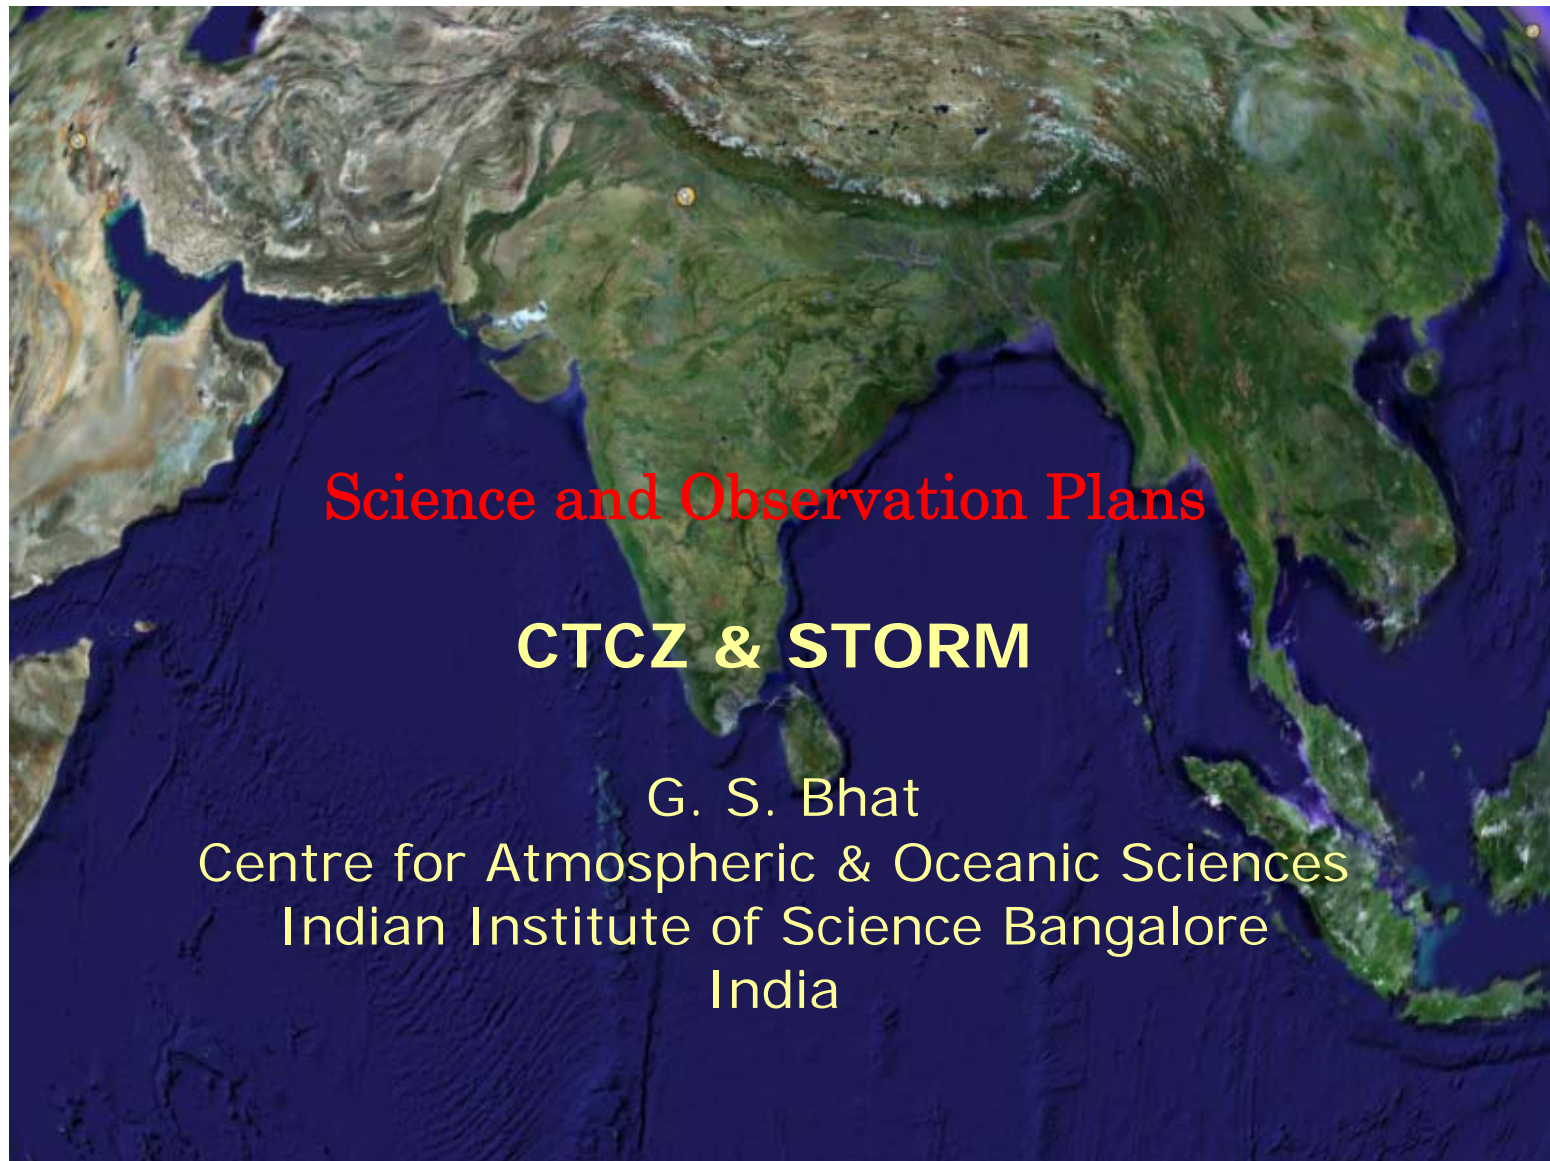 Science and Observation Plans
CTCZ & STORM
G. S. Bhat
Centre for Atmospheric & Oceanic Sciences
Indian Institute of Science Bangalore
India